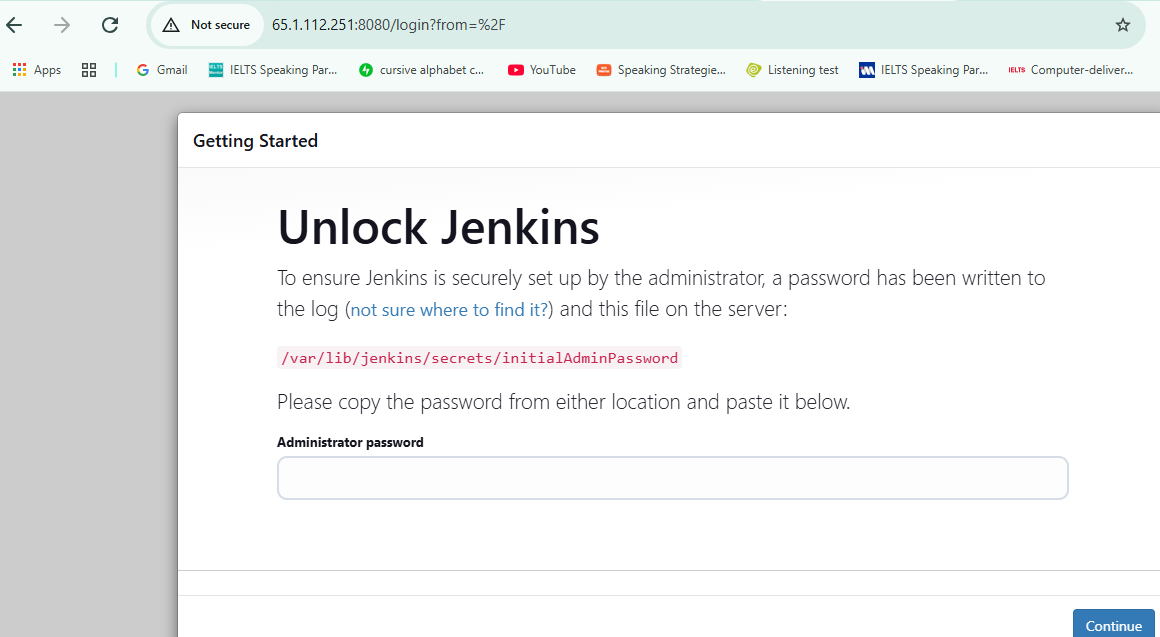 Not secure 65.1.112.251:8080/login?from=%2F
Apps Gmail IELTS Speaking Par... cursive alphabet c... YouTube Speaking Strategie... Listening test IELTS Speaking Par... IELTS Computer-deliver...
Getting Started
Unlock Jenkins
To ensure Jenkins is securely set up by the administrator, a password has been written to
the log (not sure where to find it?) and this file on the server:
/var/lib/jenkins/secrets/initialAdminPassword
Please copy the password from either location and paste it below.
Administrator password
Continue